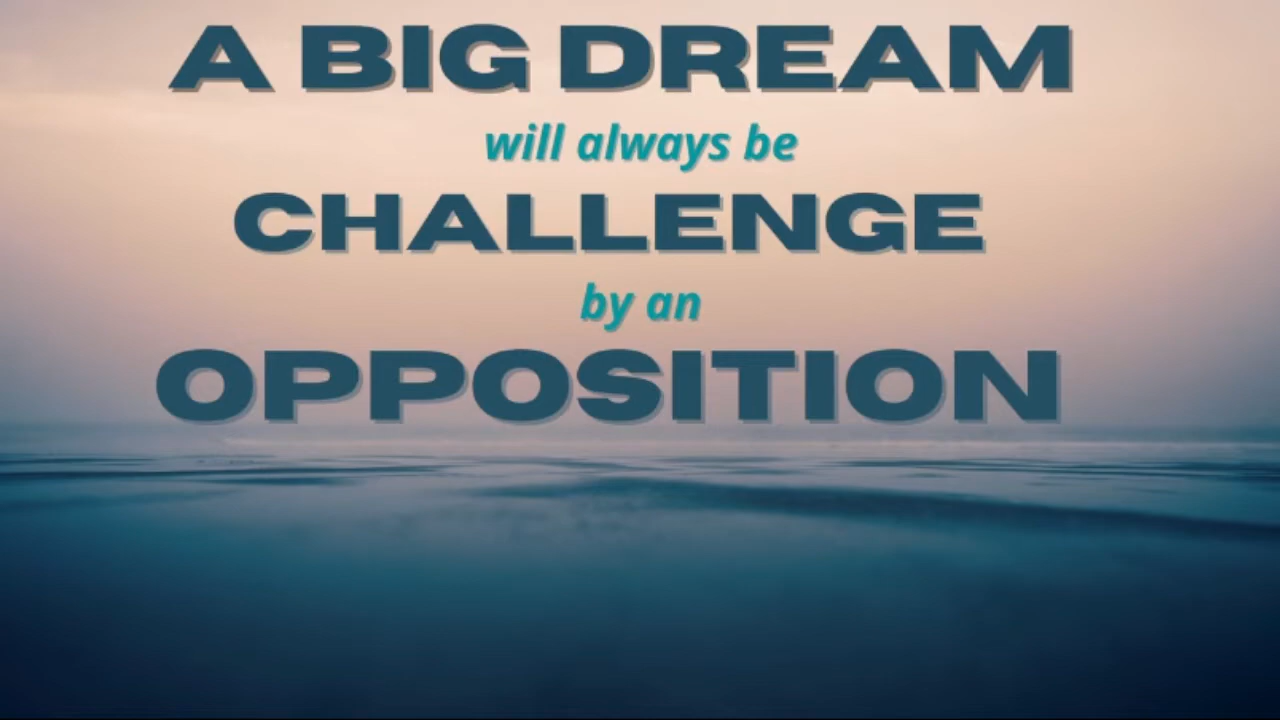 A BIG DREAM
will always be
CHALLENGE
by an
OPPOSITION